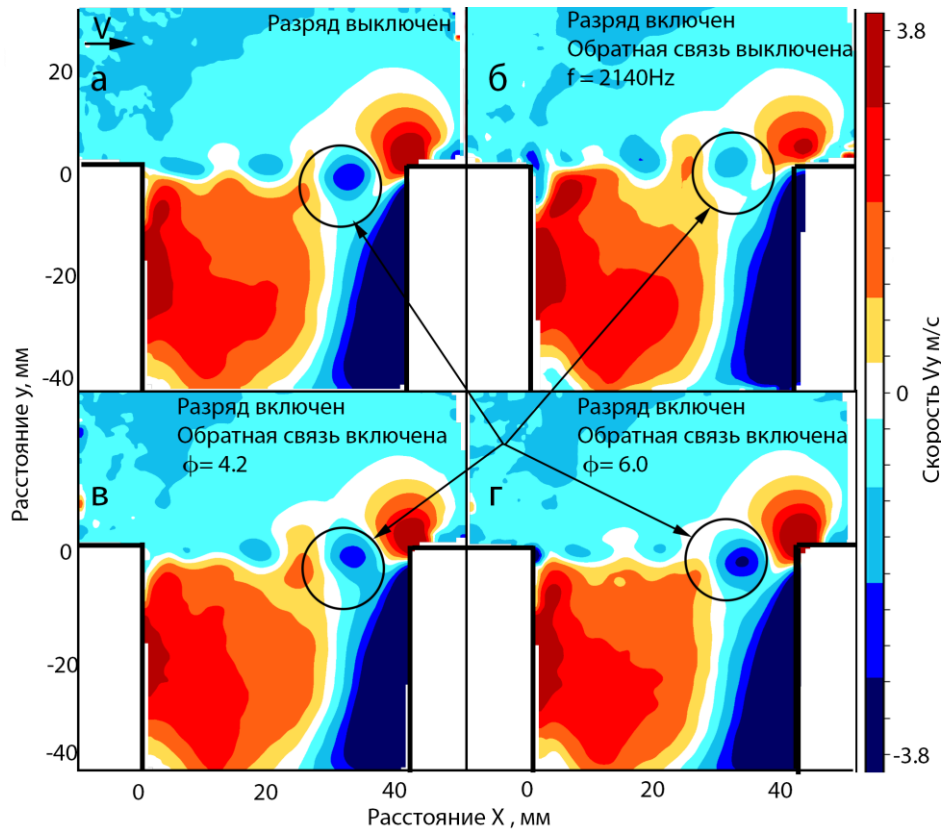 V
Разряд выключен
а
Разряд включен
Обратная связь выключена
f = 2140Hz
б
20
0
-20
-40
Разряд включен
Обратная связь включена
ϕ= 4.2
в
Разряд включен
Обратная связь включена
ϕ= 6.0
г
0
-20
-40
0
20
40
0
20
40
Расстояние y, мм
Расстояние X , мм
3.8
0
-3.8
Скорость Vy м/с